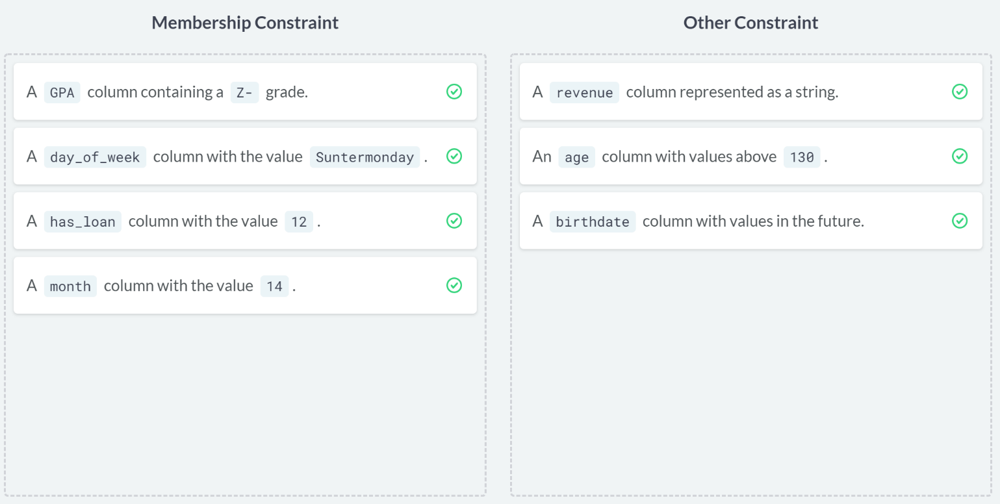 Membership Constraint
A GPA column containing a Z- grade.
A day_of_week column with the value Suntermonday .
A has_loan column with the value 12 .
A month column with the value 14 .
Other Constraint
A revenue column represented as a string.
An age column with values above 130 .
A birthdate column with values in the future.